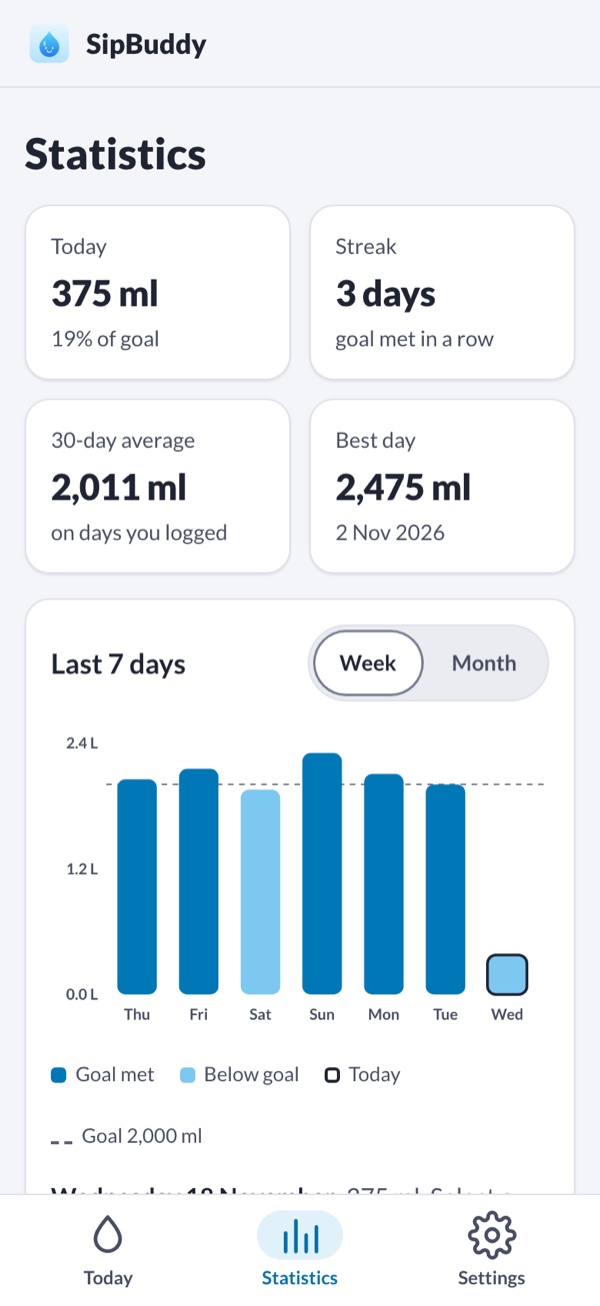 SipBuddy
Statistics
Today
375 ml
19% of goal
Streak
3 days
goal met in a row
30-day average
2,011 ml
on days you logged
Best day
2,475 ml
2 Nov 2026
Last 7 days
Week
Month
2.4 L
1.2 L
0.0 L
Thu Fri Sat Sun Mon Tue Wed
Goal met
Below goal
Today
Goal 2,000 ml
Today
Statistics
Settings